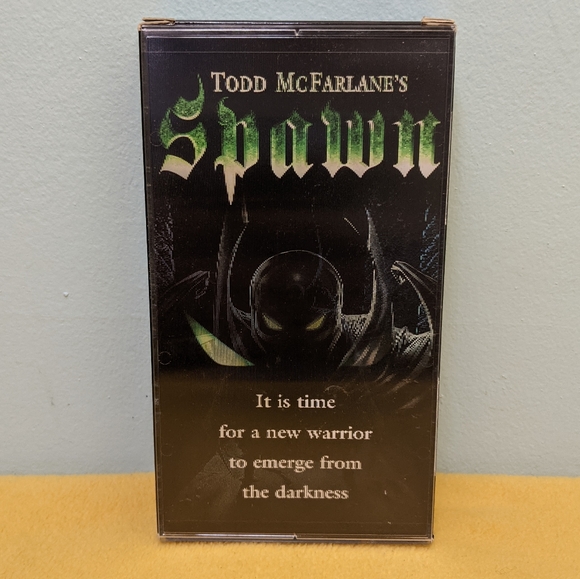 TODD MCFARLANE'S
Spawn
It is time
for a new warrior
to emerge from
the darkness